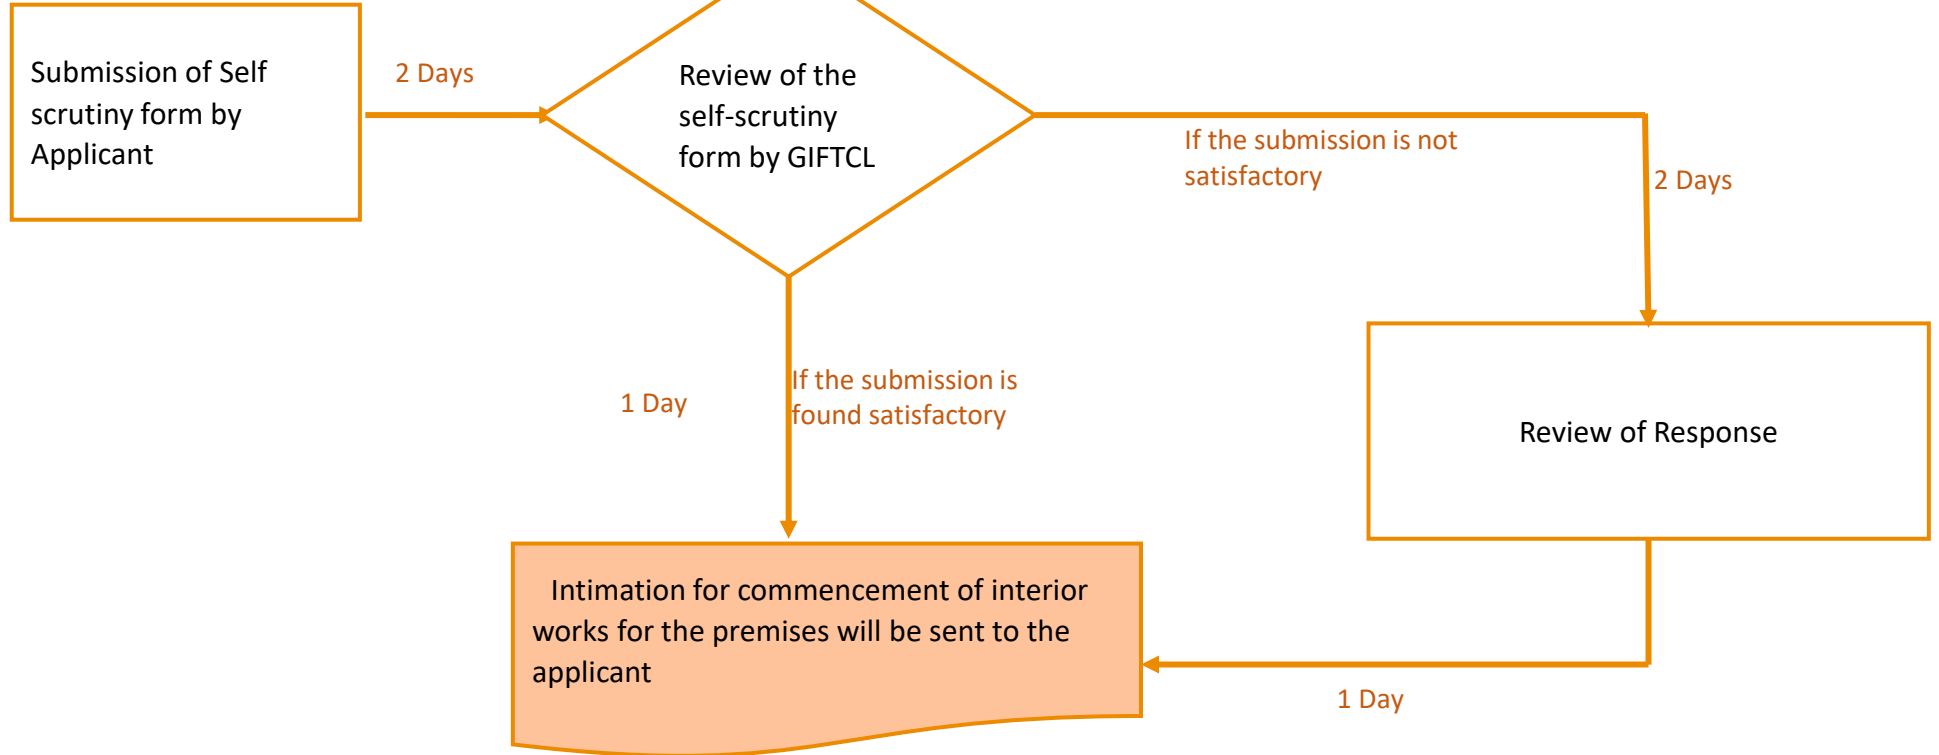 Submission of Self
scrutiny form by
Applicant
2 Days
Review of the
self-scrutiny
form by GIFTCL
If the submission is not
satisfactory
2 Days
1 Day
If the submission is
found satisfactory
Review of Response
Intimation for commencement of interior
works for the premises will be sent to the
applicant
1 Day